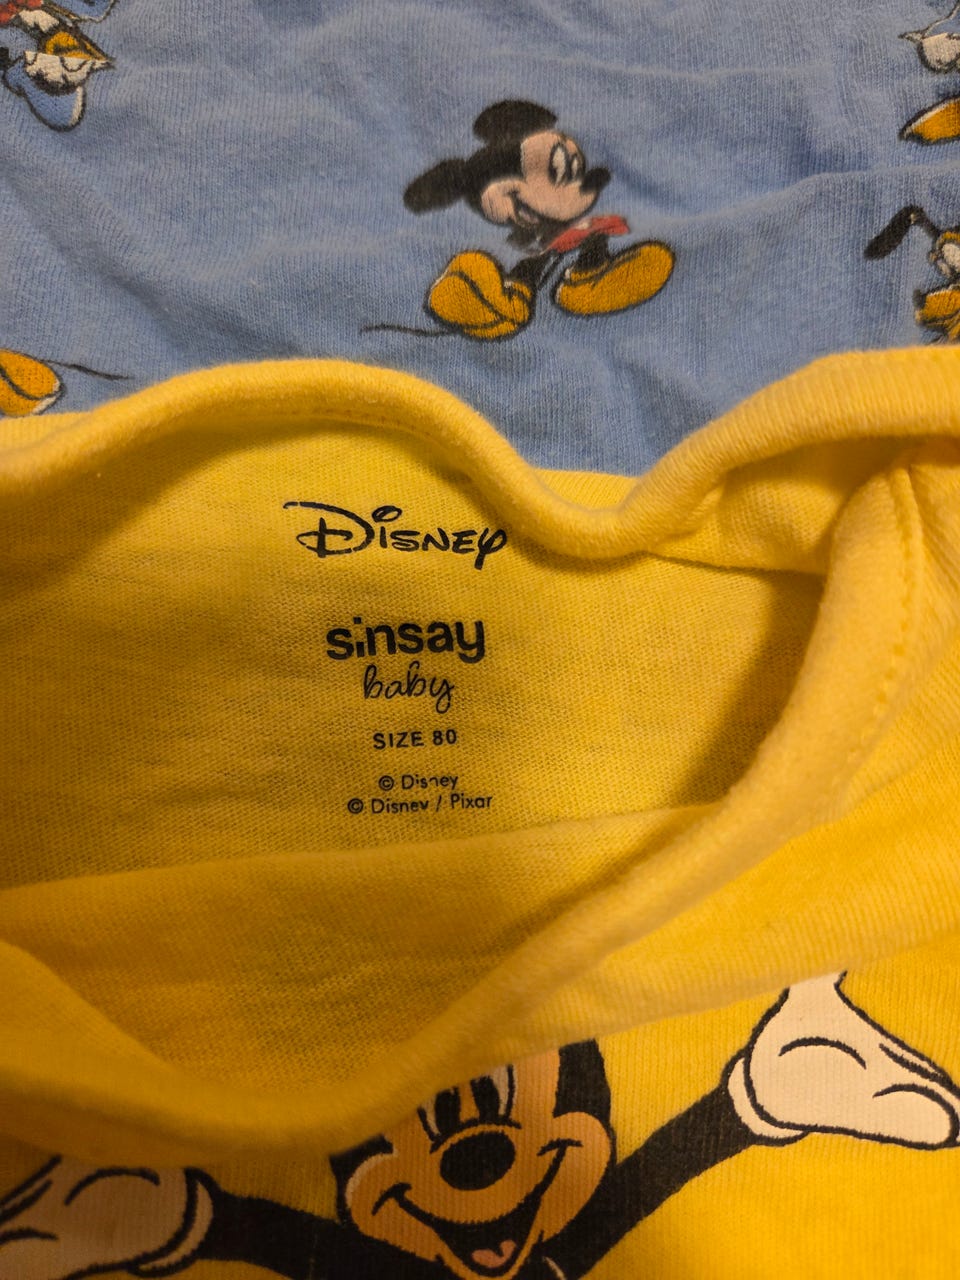 Disney
sinsay
baby
SIZE 80
© Disney
© Disney / Pixar